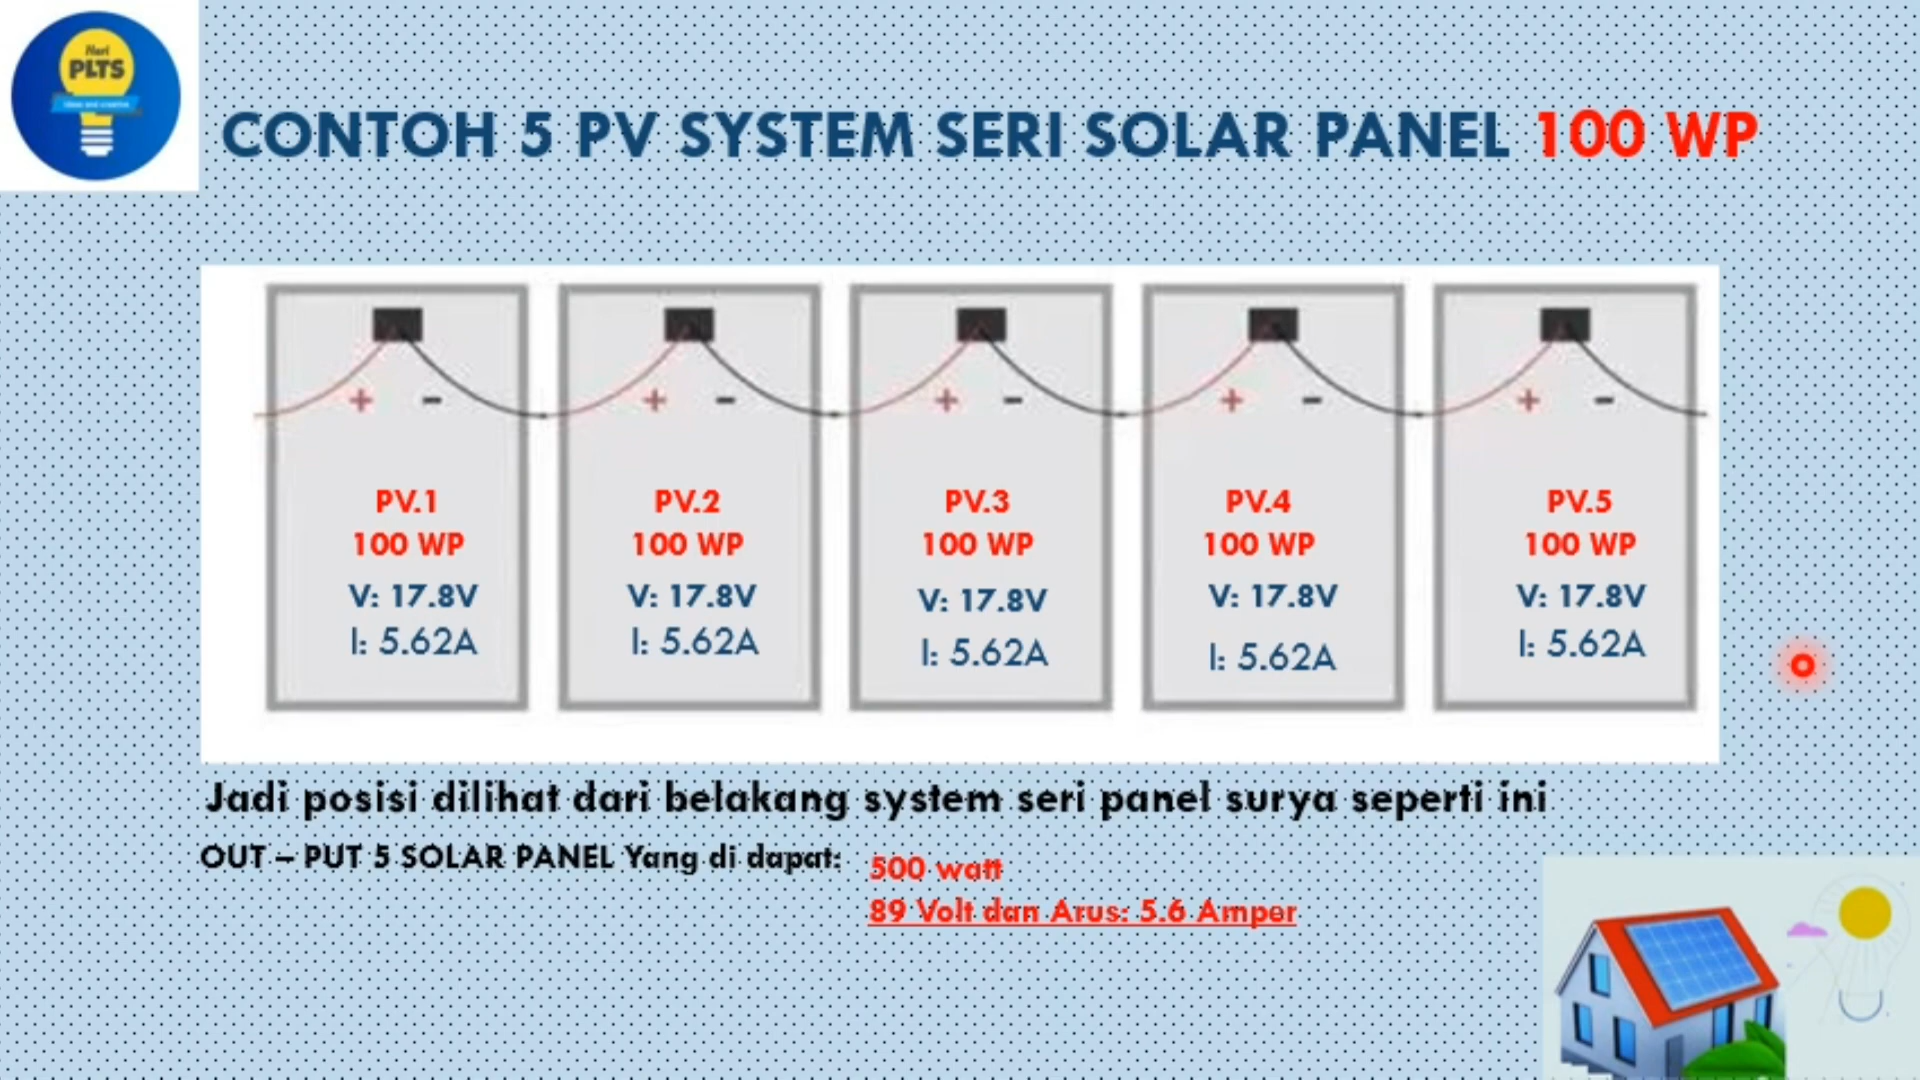 Hari
PLTS
CONTOH 5 PV SYSTEM SERI SOLAR PANEL 100 WP
+ - + - + - + - + -
PV.1 PV.2 PV.3 PV.4 PV.5
100 WP 100 WP 100 WP 100 WP 100 WP
V: 17.8V V: 17.8V V: 17.8V V: 17.8V V: 17.8V
I: 5.62A I: 5.62A I: 5.62A I: 5.62A I: 5.62A
Jadi posisi dilihat dari belakang system seri panel surya seperti ini
OUT – PUT 5 SOLAR PANEL Yang di dapat: 500 watt
89 Volt dan Arus: 5.6 Amper